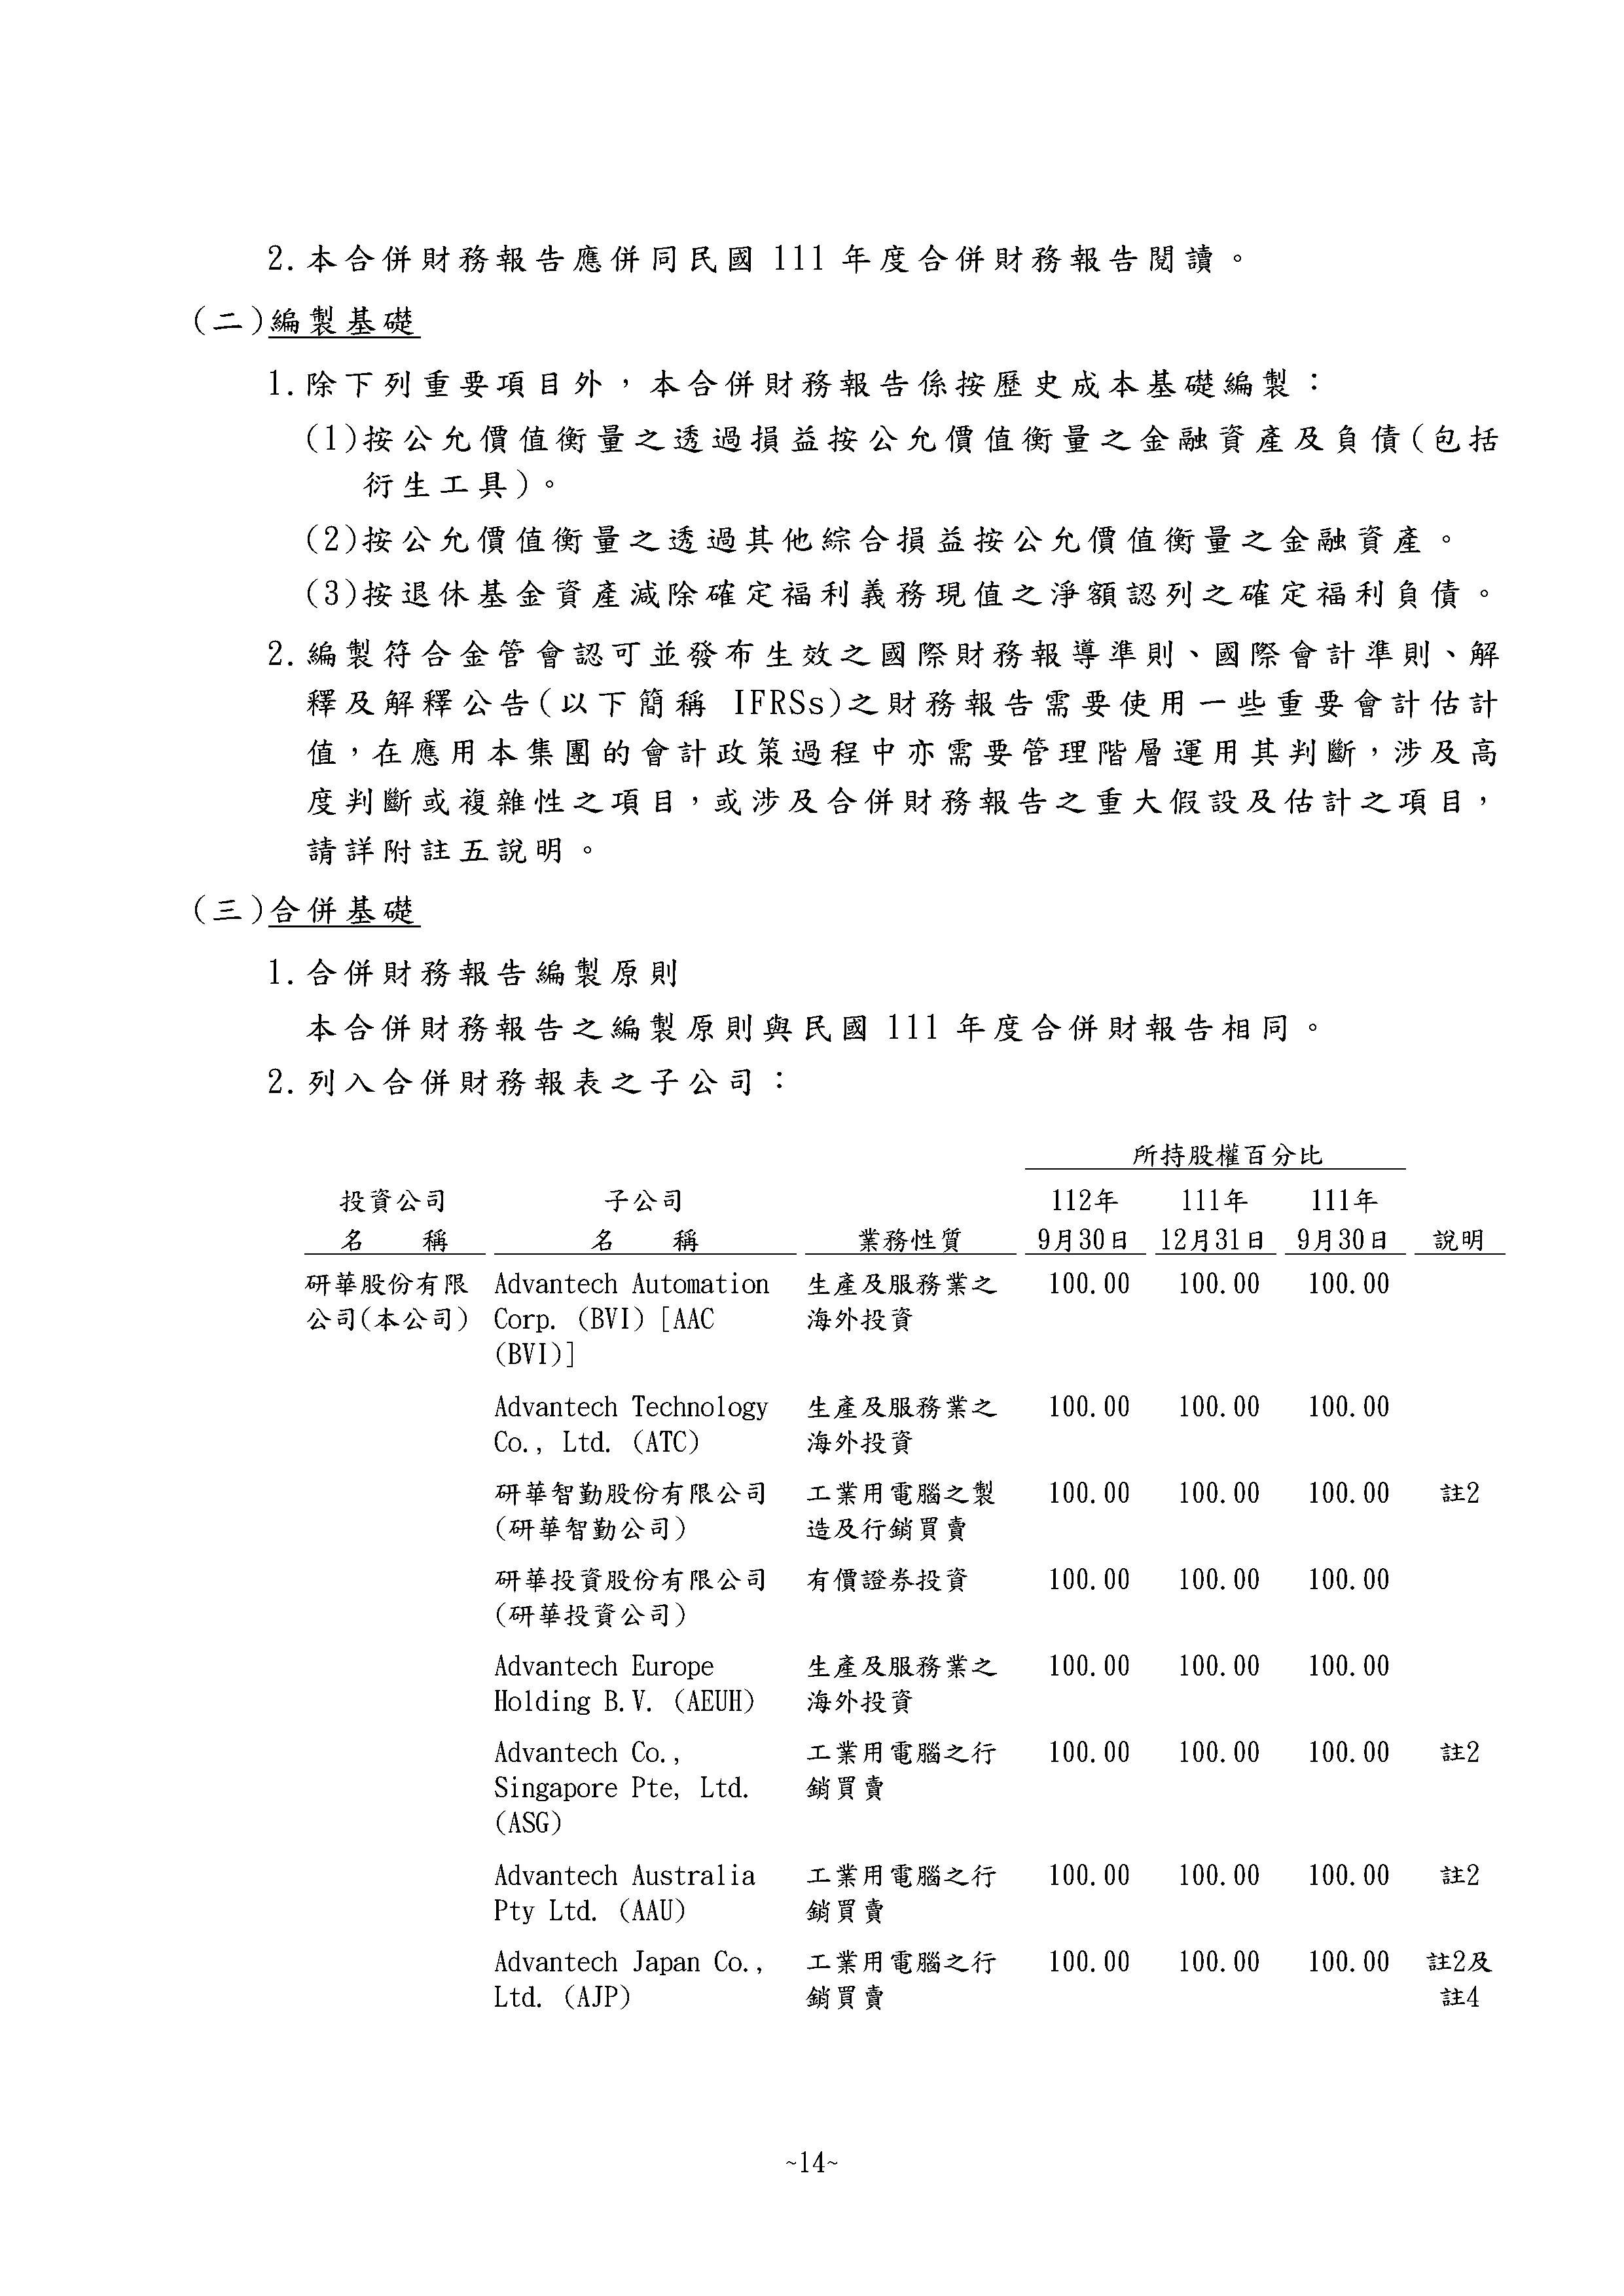 2.本合併財務報告應併同民國 111 年度合併財務報告閱讀。
(二)編製基礎
1.除下列重要項目外，本合併財務報告係按歷史成本基礎編製：
(1)按公允價值衡量之透過損益按公允價值衡量之金融資產及負債(包括
衍生工具)。
(2)按公允價值衡量之透過其他綜合損益按公允價值衡量之金融資產。
(3)按退休基金資產減除確定福利義務現值之淨額認列之確定福利負債。
2.編製符合金管會認可並發布生效之國際財務報導準則、國際會計準則、解
釋及解釋公告(以下簡稱 IFRSs)之財務報告需要使用一些重要會計估計
值，在應用本集團的會計政策過程中亦需要管理階層運用其判斷，涉及高
度判斷或複雜性之項目，或涉及合併財務報告之重大假設及估計之項目，
請詳附註五說明。
(三)合併基礎
1.合併財務報告編製原則
本合併財務報告之編製原則與民國 111 年度合併財報告相同。
2.列入合併財務報表之子公司：
所持股權百分比
投資公司 子公司 112年 111年 111年
名 稱 名 稱 業務性質 9月30日 12月31日 9月30日 說明
研華股份有限 Advantech Automation 生產及服務業之 100.00 100.00 100.00
公司(本公司) Corp. (BVI) [AAC 海外投資
(BVI)]
Advantech Technology 生產及服務業之 100.00 100.00 100.00
Co., Ltd. (ATC) 海外投資
研華智勤股份有限公司 工業用電腦之製 100.00 100.00 100.00 註2
(研華智勤公司) 造及行銷買賣
研華投資股份有限公司 有價證券投資 100.00 100.00 100.00
(研華投資公司)
Advantech Europe 生產及服務業之 100.00 100.00 100.00
Holding B.V. (AEUH) 海外投資
Advantech Co., 工業用電腦之行 100.00 100.00 100.00 註2
Singapore Pte, Ltd. 銷買賣
(ASG)
Advantech Australia 工業用電腦之行 100.00 100.00 100.00 註2
Pty Ltd. (AAU) 銷買賣
Advantech Japan Co., 工業用電腦之行 100.00 100.00 100.00 註2及
Ltd. (AJP) 銷買賣 註4
~14~